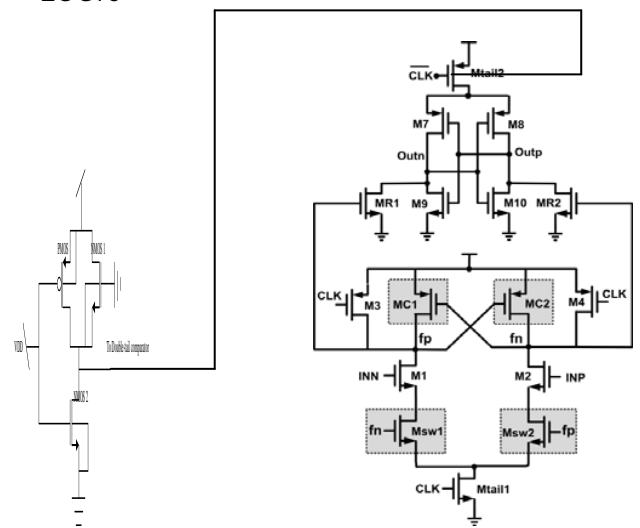 CLK
Mtail2
M7
M8
Outn
Outp
MR1
M9
M10
MR2
PMOS
NMOS 1
CLK
M3
MC1
MC2
M4
CLK
fp
fn
VDD
To Double-tail comparator
INN
M1
M2
INP
NMOS 2
fn
Msw1
Msw2
fp
CLK
Mtail1